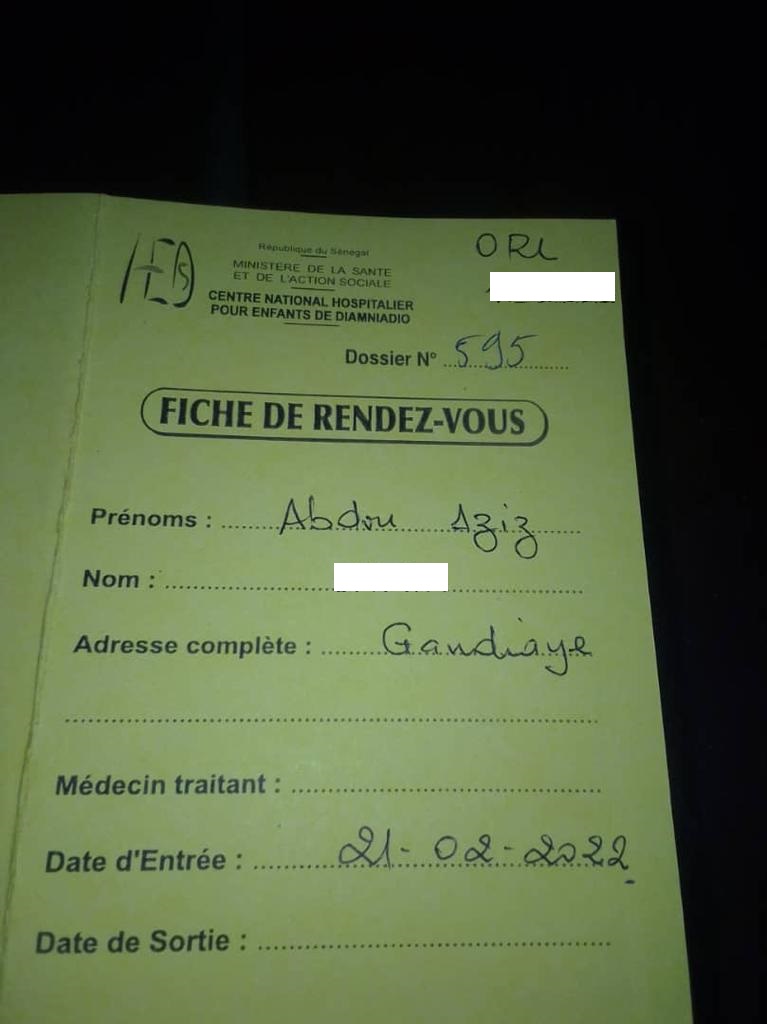 HED
République du Sénégal
ORL
MINISTERE DE LA SANTE
ET DE L'ACTION SOCIALE
CENTRE NATIONAL HOSPITALIER
POUR ENFANTS DE DIAMNIADIO
Dossier N° 595
FICHE DE RENDEZ-VOUS
Prénoms : Abdou Aziz
Nom :
Adresse complète : Gandiaye
Médecin traitant :
Date d'Entrée : 21-02-2022
Date de Sortie :